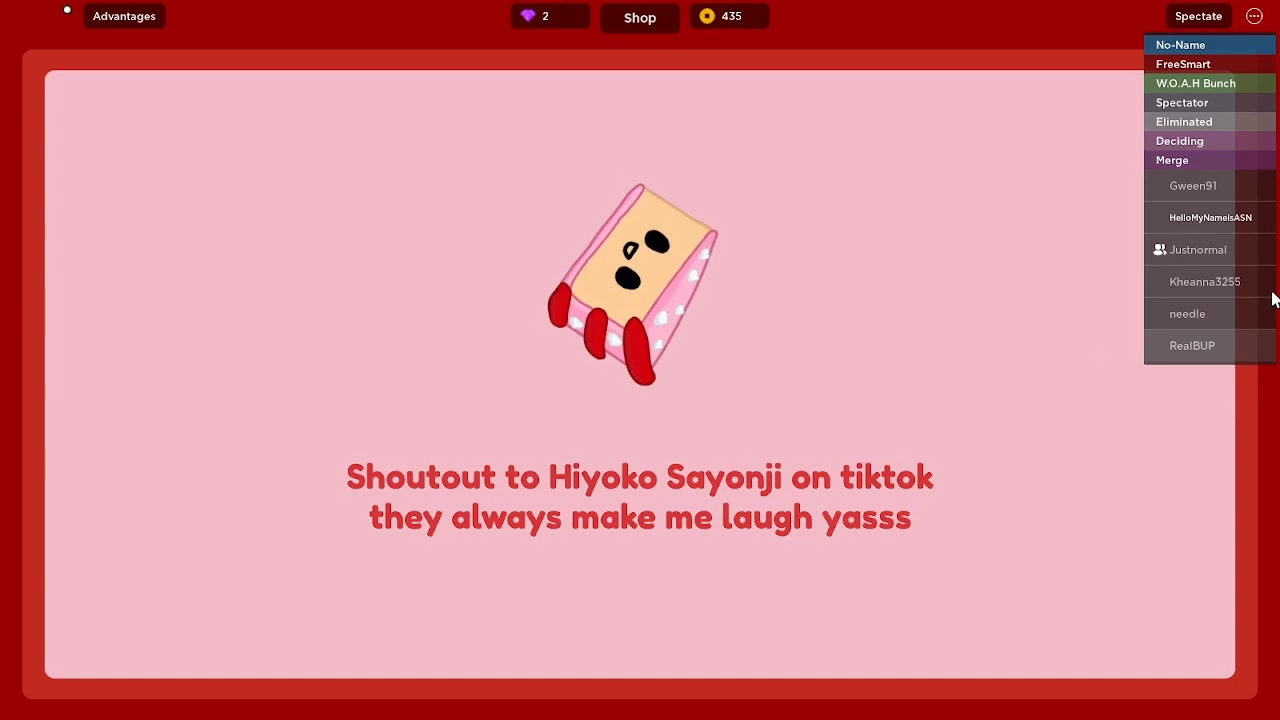 Advantages
2
Shop
435
Spectate
No-Name
FreeSmart
W.O.A.H Bunch
Spectator
Eliminated
Deciding
Merge
Gween91
HelloMyNameIsASN
Justnormal
Kheanna3255
needle
RealBUP
Shoutout to Hiyoko Sayonji on tiktok
they always make me laugh yasss